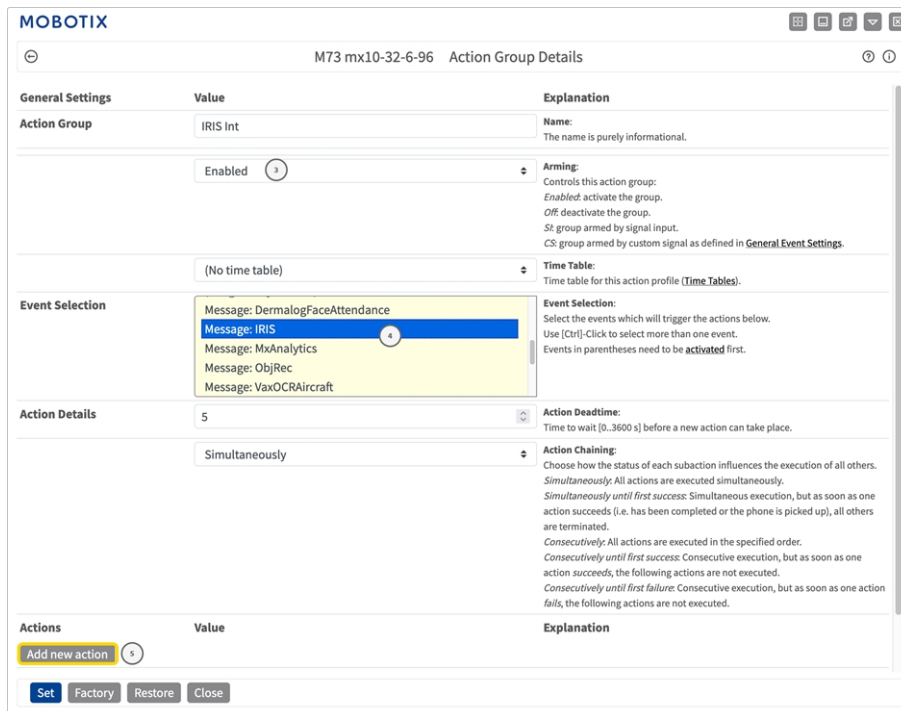 MOBOTIX
M73 mx10-32-6-96 Action Group Details
General Settings Value Explanation
Action Group IRIS Int Name:
The name is purely informational.
Enabled 3 Arming:
Controls this action group:
Enabled: activate the group.
Off: deactivate the group.
SI: group armed by signal input.
CS: group armed by custom signal as defined in General Event Settings.
(No time table) Time Table:
Time table for this action profile (Time Tables).
Event Selection Event Selection:
Message: DermalogFaceAttendance Select the events which will trigger the actions below.
Message: IRIS 4 Use [Ctrl]-Click to select more than one event.
Message: MxAnalytics Events in parentheses need to be activated first.
Message: ObjRec
Message: VaxOCRAircraft
Action Details 5 Action Deadtime:
Time to wait [0..3600 s] before a new action can take place.
Simultaneously Action Chaining:
Choose how the status of each subaction influences the execution of all others.
Simultaneously: All actions are executed simultaneously.
Simultaneously until first success: Simultaneous execution, but as soon as one
action succeeds (i.e. has been completed or the phone is picked up), all others
are terminated.
Consecutively: All actions are executed in the specified order.
Consecutively until first success: Consecutive execution, but as soon as one
action succeeds, the following actions are not executed.
Consecutively until first failure: Consecutive execution, but as soon as one action
fails, the following actions are not executed.
Actions Value Explanation
Add new action 5
Set Factory Restore Close